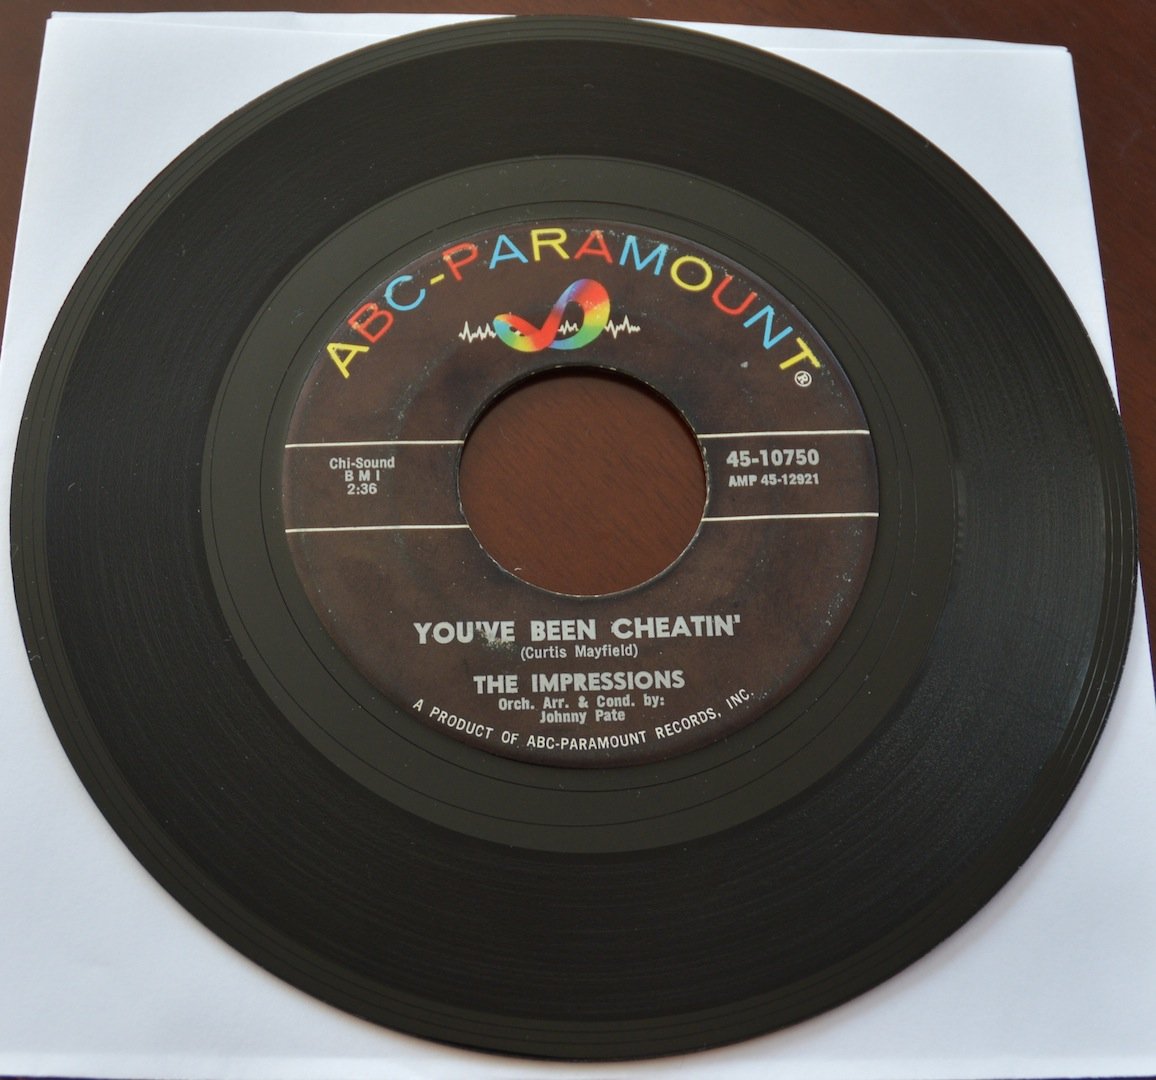 ABC-PARAMOUNT®
Chi-Sound
B M I
2:36
45-10750
AMP 45-12921
YOU'VE BEEN CHEATIN'
(Curtis Mayfield)
THE IMPRESSIONS
Orch. Arr. & Cond. by:
Johnny Pate
A PRODUCT OF ABC-PARAMOUNT RECORDS, INC.